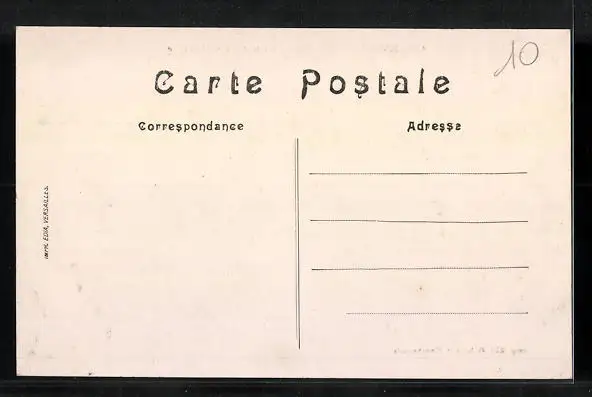 10
Carte Postale
Correspondance
Adresse
IMPR. EDIA, VERSAILLES.